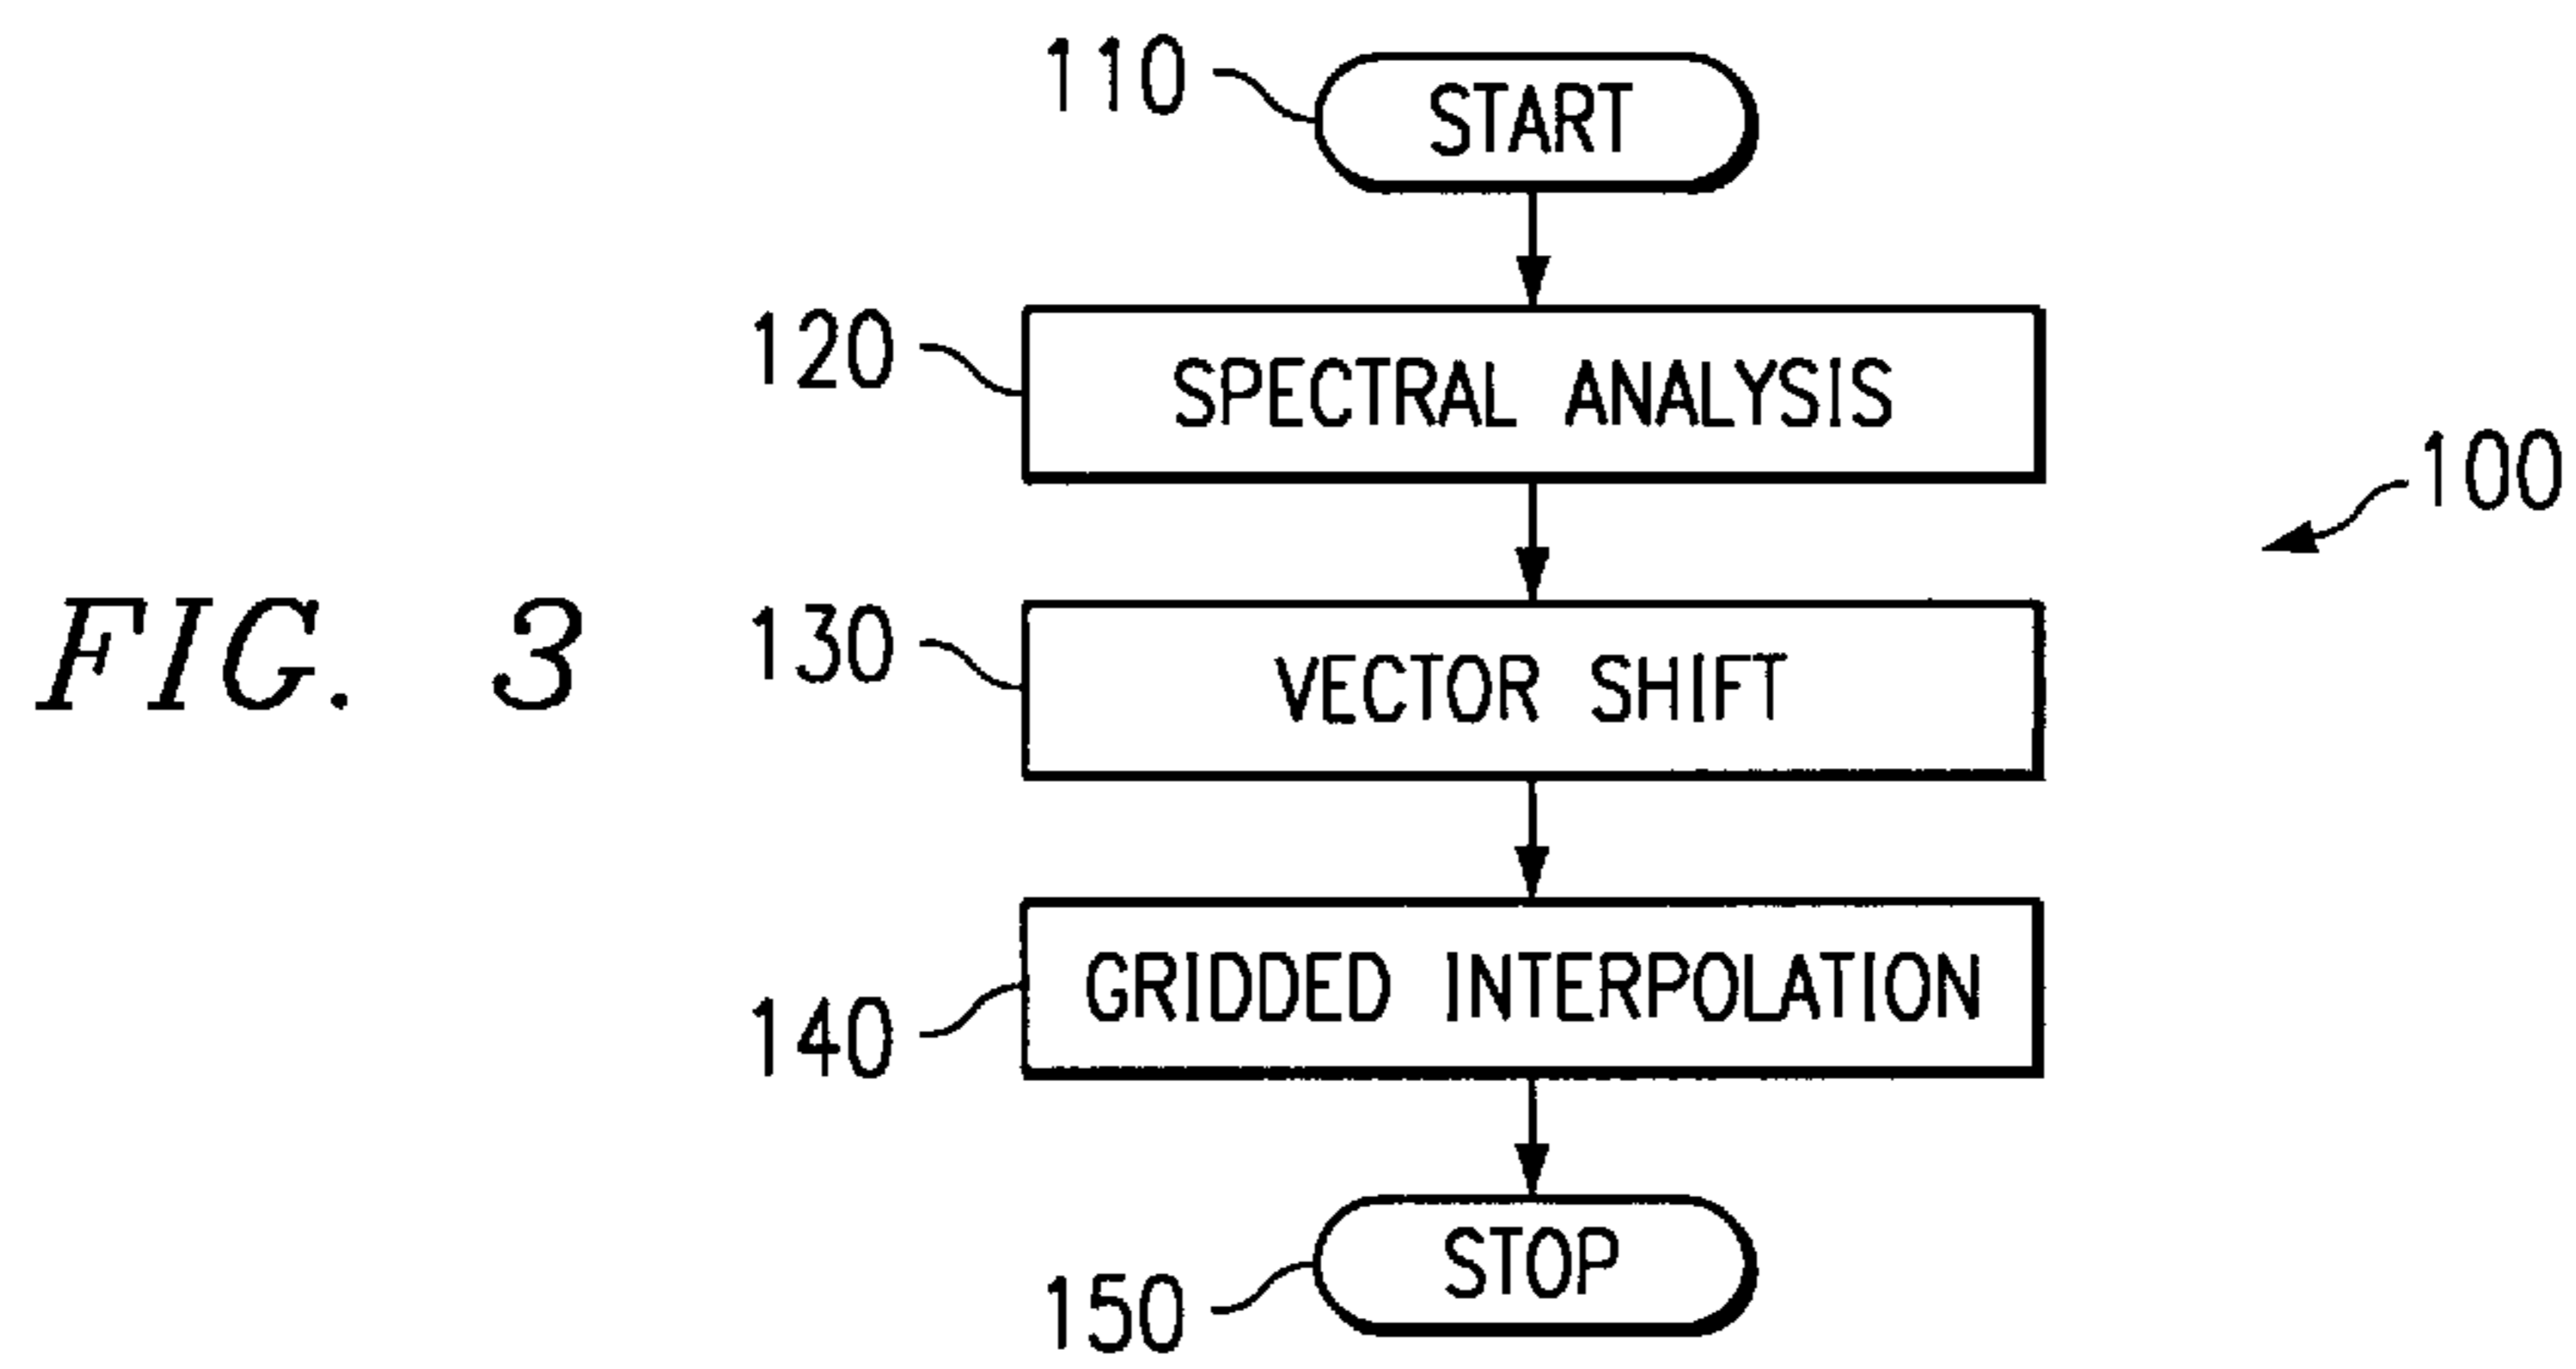 110
START
120
SPECTRAL ANALYSIS
100
FIG. 3
130
VECTOR SHIFT
GRIDDED INTERPOLATION
140
STOP
150